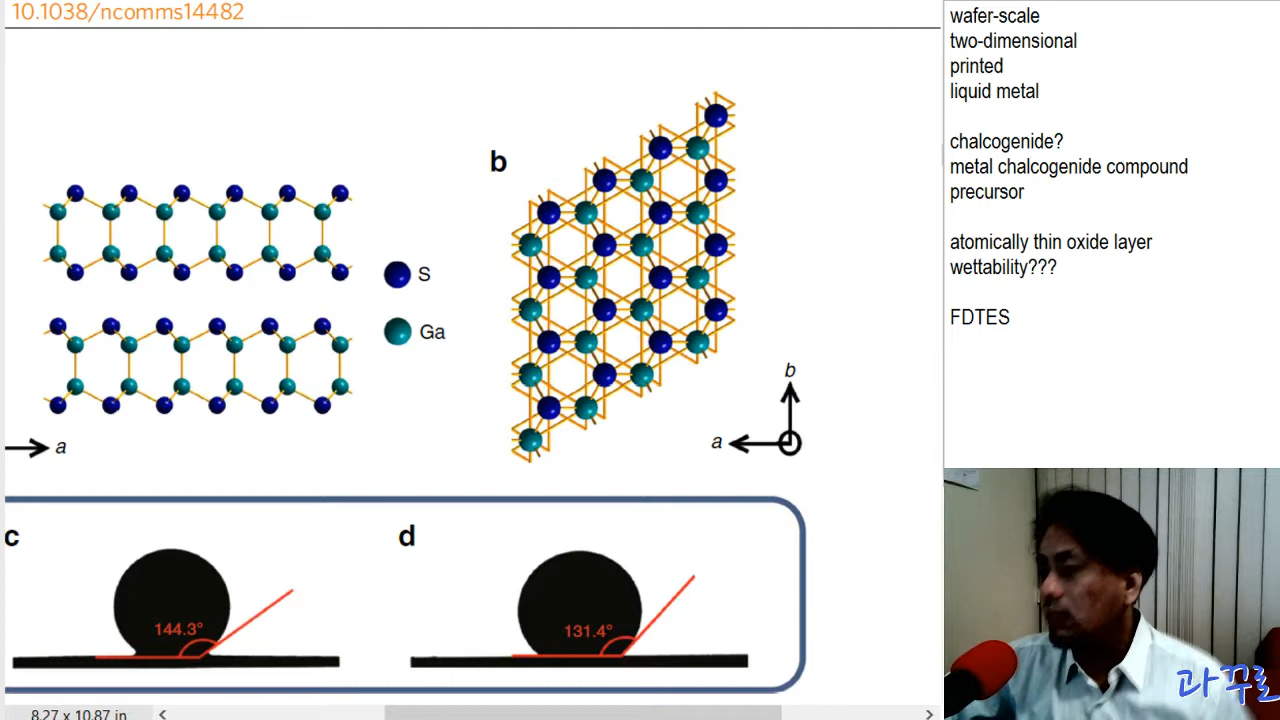 10.1038/ncomms14482
b
S
Ga
a
b
a
c
144.3°
d
131.4°
8.27 x 10.87 in
wafer-scale
two-dimensional
printed
liquid metal
chalcogenide?
metal chalcogenide compound
precursor
atomically thin oxide layer
wettability???
FDTES
과꾸로